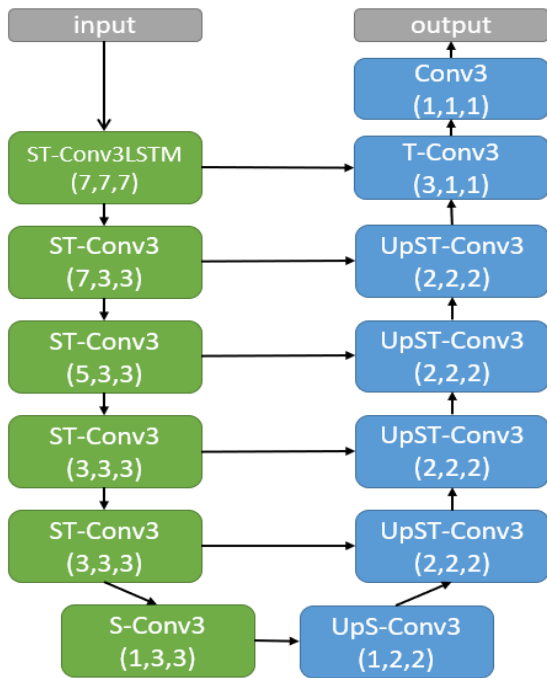 input
output
Conv3
(1,1,1)
ST-Conv3LSTM
(7,7,7)
T-Conv3
(3,1,1)
ST-Conv3
(7,3,3)
UpST-Conv3
(2,2,2)
ST-Conv3
(5,3,3)
UpST-Conv3
(2,2,2)
ST-Conv3
(3,3,3)
UpST-Conv3
(2,2,2)
ST-Conv3
(3,3,3)
UpST-Conv3
(2,2,2)
S-Conv3
(1,3,3)
UpS-Conv3
(1,2,2)